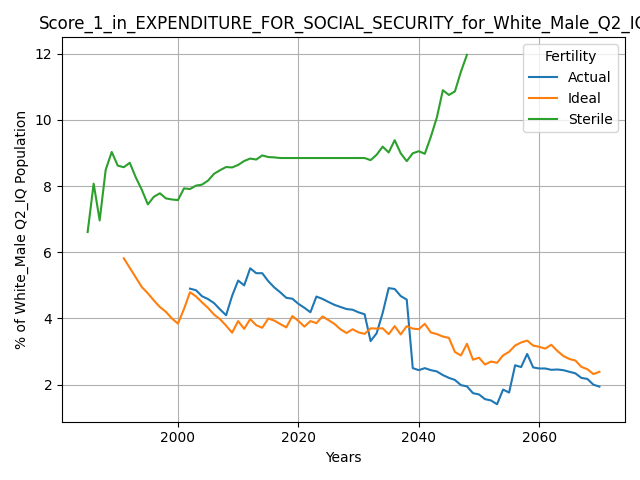 Score_1_in_EXPENDITURE_FOR_SOCIAL_SECURITY_for_White_Male_Q2_IQ
Fertility
Actual
Ideal
Sterile
% of White_Male Q2_IQ Population
12
10
8
6
4
2
2000 2020 2040 2060
Years